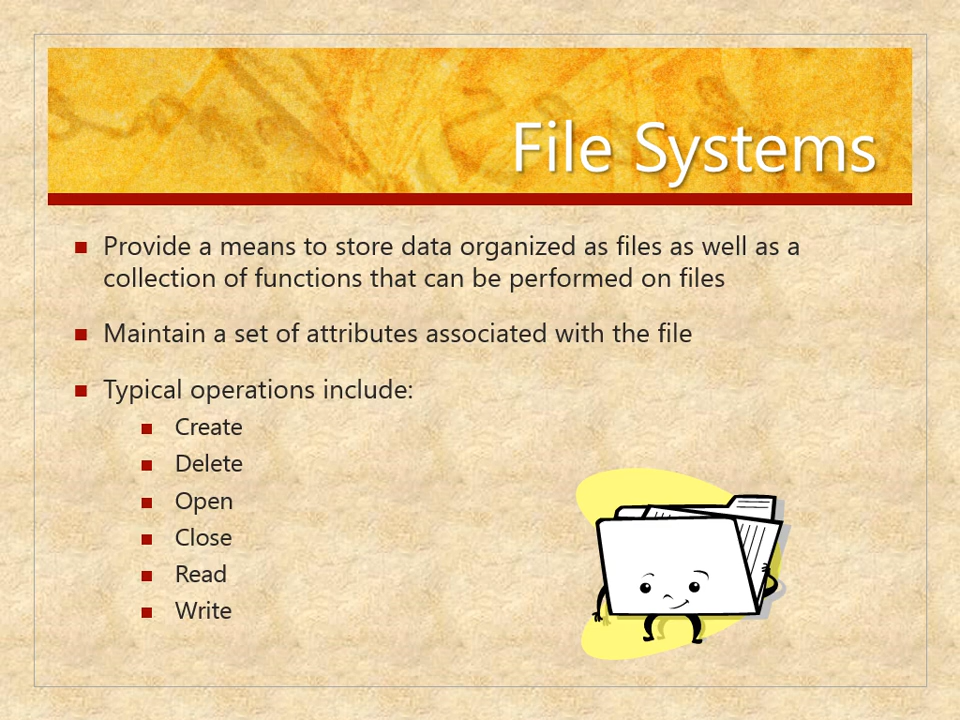 File Systems
Provide a means to store data organized as files as well as a
collection of functions that can be performed on files
Maintain a set of attributes associated with the file
Typical operations include:
Create
Delete
Open
Close
Read
Write